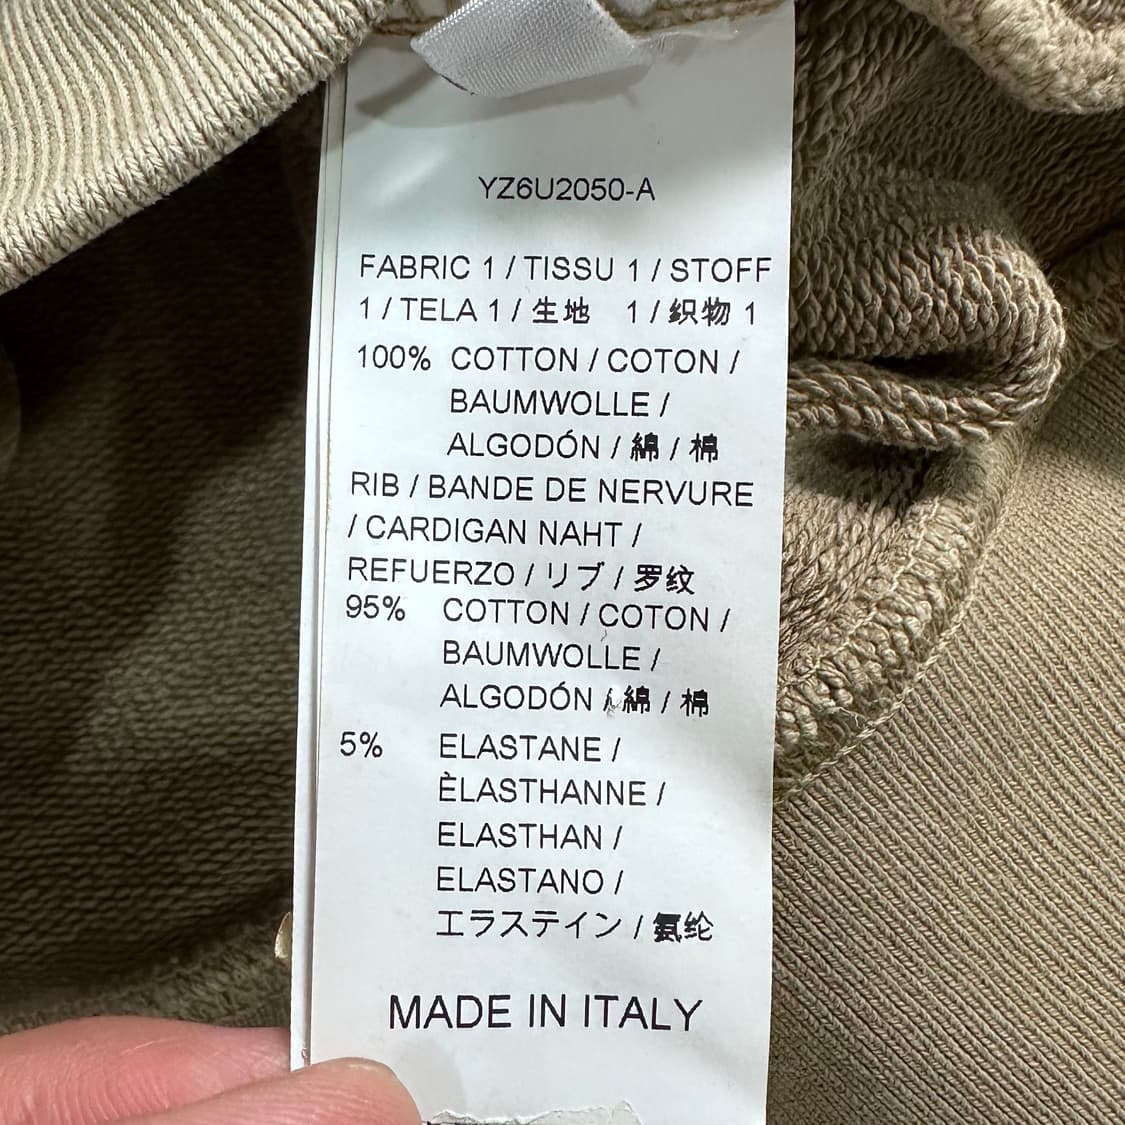 YZ6U2050-A
FABRIC 1 / TISSU 1 / STOFF
1 / TELA 1 / 生地 1 / 织物 1
100% COTTON / COTON /
BAUMWOLLE /
ALGODÓN / 綿 / 棉
RIB / BANDE DE NERVURE
/ CARDIGAN NAHT /
REFUERZO / リブ / 罗纹
95% COTTON / COTON /
BAUMWOLLE /
ALGODÓN / 綿 / 棉
5% ELASTANE /
ÈLASTHANNE /
ELASTHAN /
ELASTANO /
エラステイン / 氨纶
MADE IN ITALY